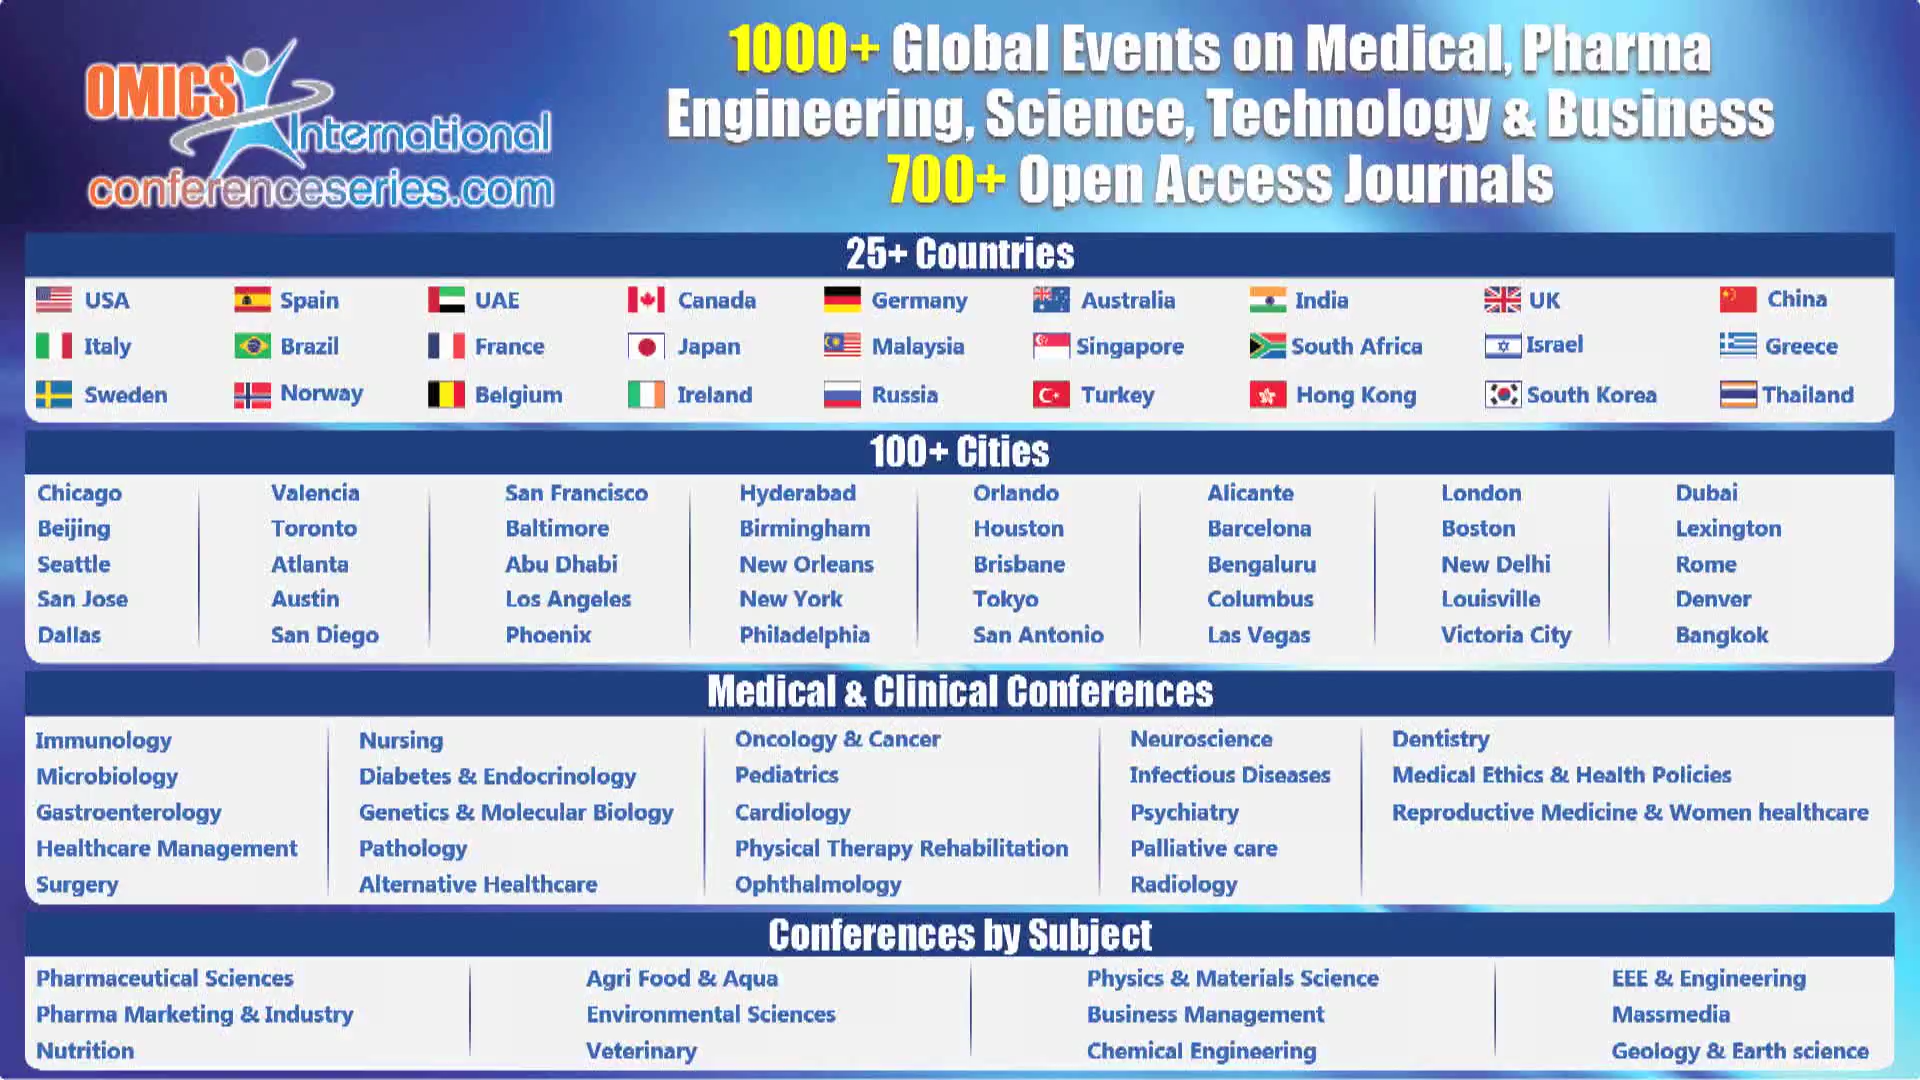 OMICS
International
conferenceseries.com
1000+ Global Events on Medical, Pharma
Engineering, Science, Technology & Business
700+ Open Access Journals
25+ Countries
USA Spain UAE Canada Germany Australia India UK China
Italy Brazil France Japan Malaysia Singapore South Africa Israel Greece
Sweden Norway Belgium Ireland Russia Turkey Hong Kong South Korea Thailand
100+ Cities
Chicago Valencia San Francisco Hyderabad Orlando Alicante London Dubai
Beijing Toronto Baltimore Birmingham Houston Barcelona Boston Lexington
Seattle Atlanta Abu Dhabi New Orleans Brisbane Bengaluru New Delhi Rome
San Jose Austin Los Angeles New York Tokyo Columbus Louisville Denver
Dallas San Diego Phoenix Philadelphia San Antonio Las Vegas Victoria City Bangkok
Medical & Clinical Conferences
Immunology Nursing Oncology & Cancer Neuroscience Dentistry
Microbiology Diabetes & Endocrinology Pediatrics Infectious Diseases Medical Ethics & Health Policies
Gastroenterology Genetics & Molecular Biology Cardiology Psychiatry Reproductive Medicine & Women healthcare
Healthcare Management Pathology Physical Therapy Rehabilitation Palliative care
Surgery Alternative Healthcare Ophthalmology Radiology
Conferences by Subject
Pharmaceutical Sciences Agri Food & Aqua Physics & Materials Science EEE & Engineering
Pharma Marketing & Industry Environmental Sciences Business Management Massmedia
Nutrition Veterinary Chemical Engineering Geology & Earth science